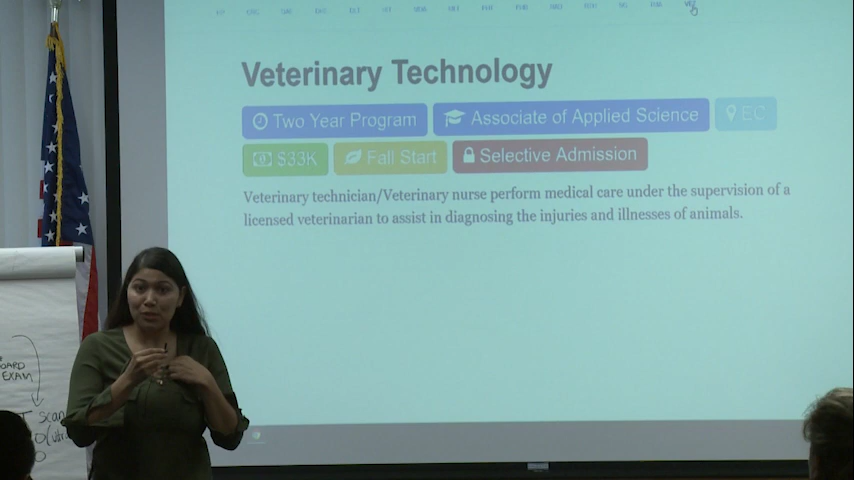 Veterinary Technology
Two Year Program Associate of Applied Science EC
$33K Fall Start Selective Admission
Veterinary technician/Veterinary nurse perform medical care under the supervision of a
licensed veterinarian to assist in diagnosing the injuries and illnesses of animals.
EXAM
scan